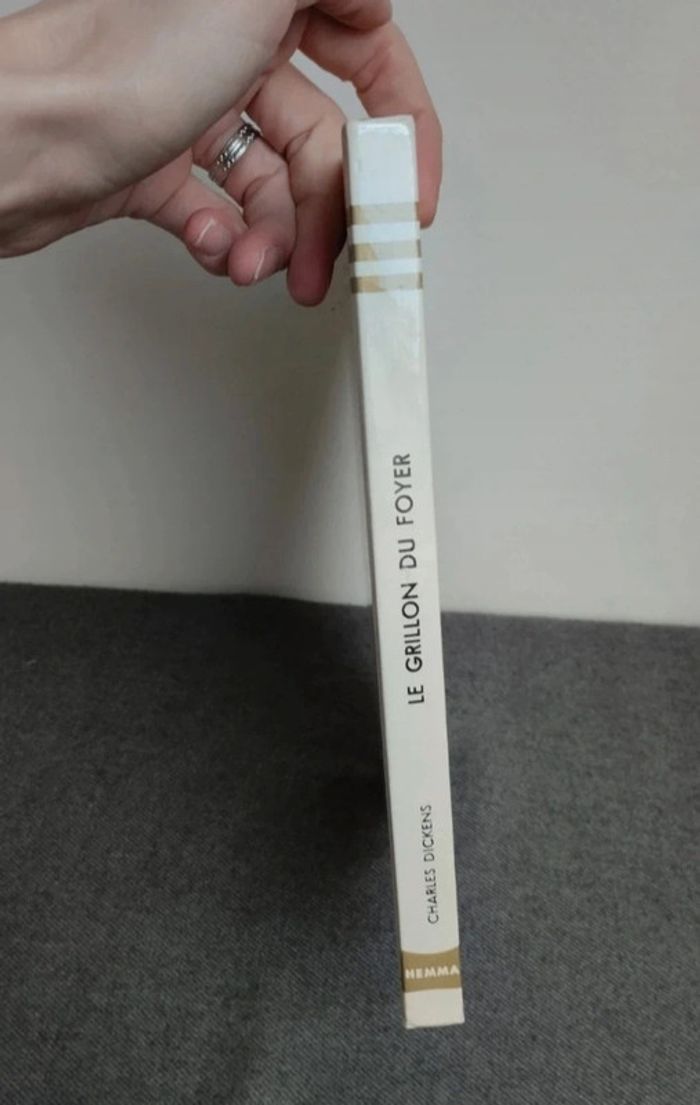 LE GRILLON DU FOYER
CHARLES DICKENS
HEMMA